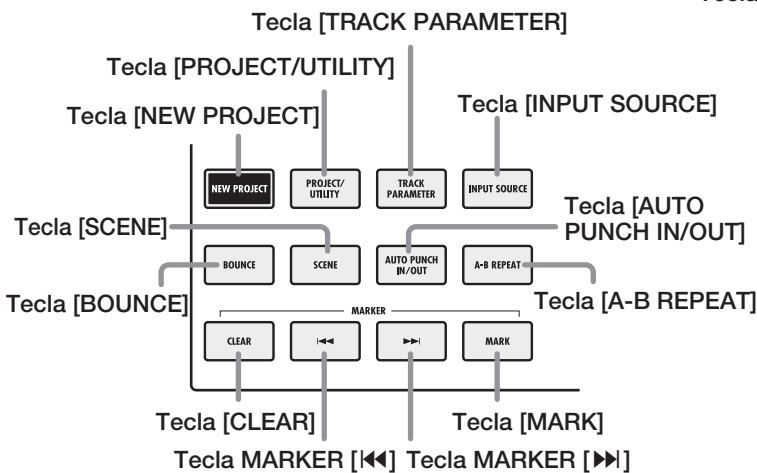 Tecla
Tecla [TRACK PARAMETER]
Tecla [PROJECT/UTILITY]
Tecla [NEW PROJECT]
Tecla [INPUT SOURCE]
NEW PROJECT
PROJECT/
UTILITY
TRACK
PARAMETER
INPUT SOURCE
Tecla [SCENE]
Tecla [AUTO
PUNCH IN/OUT]
BOUNCE
SCENE
AUTO PUNCH
IN/OUT
A-B REPEAT
Tecla [BOUNCE]
Tecla [A-B REPEAT]
MARKER
CLEAR
MARK
Tecla [CLEAR]
Tecla [MARK]
Tecla MARKER [⏮] Tecla MARKER [⏭]